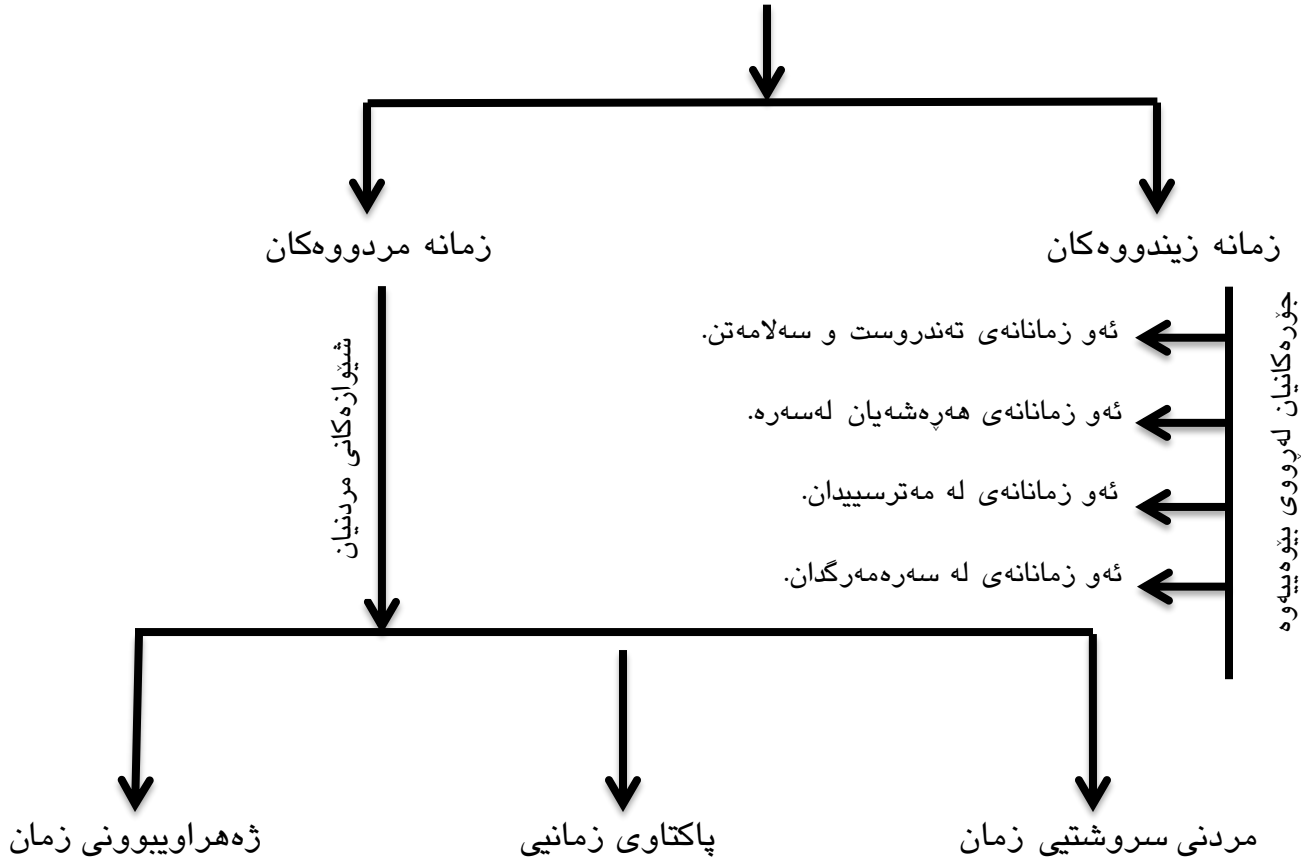 زمانە زیندووەکان
زمانە مردووەکان
جۆرەکانیان لەڕووی بێوەییەوە
ئەو زمانانەی تەندروست و سەلامەتن.
ئەو زمانانەی هەڕەشەیان لەسەرە.
ئەو زمانانەی لە مەترسییدان.
ئەو زمانانەی لە سەرەمەرگدان.
شێوازەکانی مردنیان
مردنی سروشتیی زمان
پاکتاوی زمانیی
ژەهراویبوونی زمان